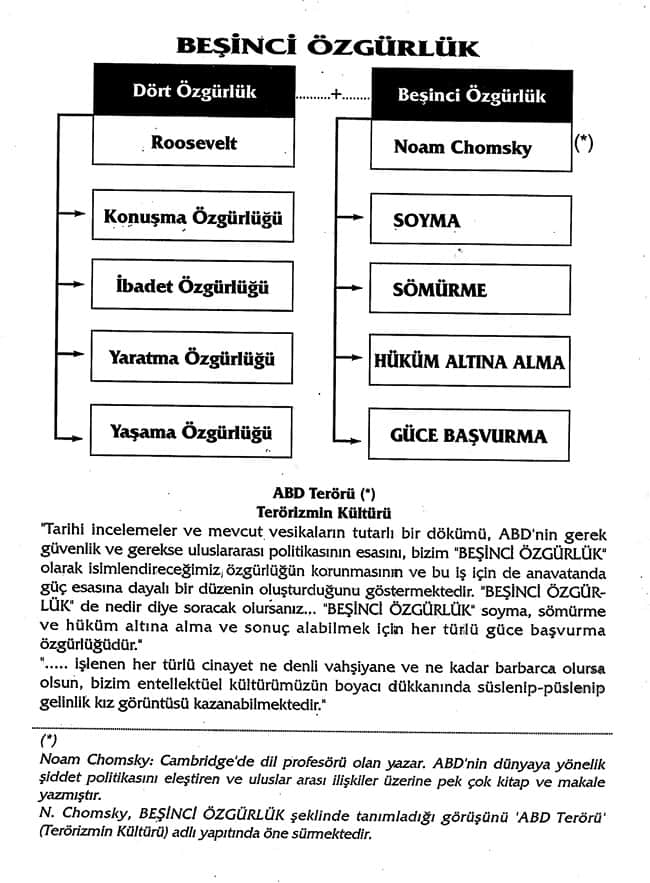 BEŞİNCİ ÖZGÜRLÜK
Dört Özgürlük ..........+....... Beşinci Özgürlük
Roosevelt
Noam Chomsky (*)
Konuşma Özgürlüğü
SOYMA
İbadet Özgürlüğü
SÖMÜRME
Yaratma Özgürlüğü
HÜKÜM ALTINA ALMA
Yaşama Özgürlüğü
GÜCE BAŞVURMA
ABD Terörü (*)
Terörizmin Kültürü
"Tarihi incelemeler ve mevcut vesikaların tutarlı bir dökümü, ABD'nin gerek
güvenlik ve gerekse uluslararası politikasının esasını, bizim "BEŞİNCİ ÖZGÜRLÜK"
olarak isimlendireceğimiz özgürlüğün korunmasının ve bu iş için de anavatanda
güç esasına dayalı bir düzenin oluşturduğunu göstermektedir. "BEŞİNCİ ÖZGÜR-
LÜK" de nedir diye soracak olursanız... "BEŞİNCİ ÖZGÜRLÜK" soyma, sömürme
ve hüküm altına alma ve sonuç alabilmek için her türlü güce başvurma
özgürlüğüdür."
"..... işlenen her türlü cinayet ne denli vahşiyane ve ne kadar barbarca olursa
olsun, bizim entellektüel kültürümüzün boyacı dükkanında süslenip-püslenip
gelinlik kız görüntüsü kazanabilmektedir."
(*)
Noam Chomsky: Cambridge'de dil profesörü olan yazar. ABD'nin dünyaya yönelik
şiddet politikasını eleştiren ve uluslar arası ilişkiler üzerine pek çok kitap ve makale
yazmıştır.
N. Chomsky, BEŞİNCİ ÖZGÜRLÜK şeklinde tanımladığı görüşünü 'ABD Terörü'
(Terörizmin Kültürü) adlı yapıtında öne sürmektedir.